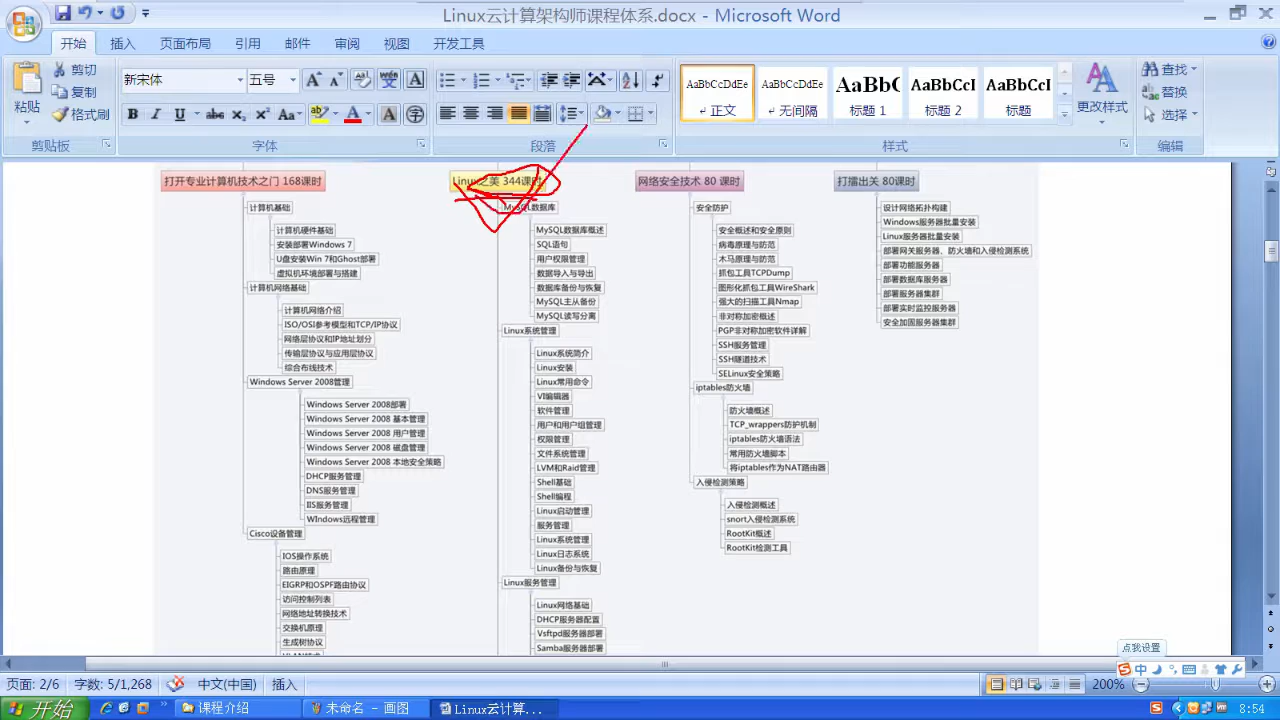 Linux云计算架构师课程体系.docx - Microsoft Word
开始 插入 页面布局 引用 邮件 审阅 视图 开发工具
粘贴
剪切
复制
格式刷
剪贴板
新宋体 五号
字体
段落
AaBbCcDdEe AaBbCcDdEe AaBbC AaBbCcI AaBbCcI
正文 无间隔 标题 1 标题 2 标题
更改样式
样式
查找
替换
选择
编辑
打开专业计算机技术之门 168课时
计算机基础
计算机硬件基础
安装部署Windows 7
U盘安装Win 7和Ghost部署
虚拟机环境部署与搭建
计算机网络基础
计算机网络介绍
ISO/OSI参考模型和TCP/IP协议
网络层协议和IP地址划分
传输层协议与应用层协议
综合布线技术
Windows Server 2008管理
Windows Server 2008部署
Windows Server 2008 基本管理
Windows Server 2008 用户管理
Windows Server 2008 磁盘管理
Windows Server 2008 本地安全策略
DHCP服务管理
DNS服务管理
IIS服务管理
WIndows远程管理
Cisco设备管理
IOS操作系统
路由原理
EIGRP和OSPF路由协议
访问控制列表
网络地址转换技术
交换机原理
生成树协议
Linux之美 344课时
MySQL数据库
MySQL数据库概述
SQL语句
用户权限管理
数据导入与导出
数据库备份与恢复
MySQL主从备份
MySQL读写分离
Linux系统管理
Linux系统简介
Linux安装
Linux常用命令
VI编辑器
软件管理
用户和用户组管理
权限管理
文件系统管理
LVM和Raid管理
Shell基础
Shell编程
Linux启动管理
服务管理
Linux系统管理
Linux日志系统
Linux备份与恢复
Linux服务管理
Linux网络基础
DHCP服务器配置
Vsftpd服务器部署
Samba服务器部署
网络安全技术 80 课时
安全防护
安全概述和安全原则
病毒原理与防范
木马原理与防范
抓包工具TCPDump
图形化抓包工具WireShark
强大的扫描工具Nmap
非对称加密概述
PGP非对称加密软件详解
SSH服务管理
SSH隧道技术
SELinux安全策略
iptables防火墙
防火墙概述
TCP_wrappers防护机制
iptables防火墙语法
常用防火墙脚本
将iptables作为NAT路由器
入侵检测策略
入侵检测概述
snort入侵检测系统
RootKit概述
RootKit检测工具
打擂出关 80课时
设计网络拓扑构建
Windows服务器批量安装
Linux服务器批量安装
部署网关服务器、防火墙和入侵检测系统
部署功能服务器
部署数据库服务器
部署服务器集群
部署实时监控服务器
安全加固服务器集群
点我设置
中
页面: 2/6 字数: 5/1,268 中文(中国) 插入 200%
开始 课程介绍 未命名 - 画图 Linux云计算... 8:54